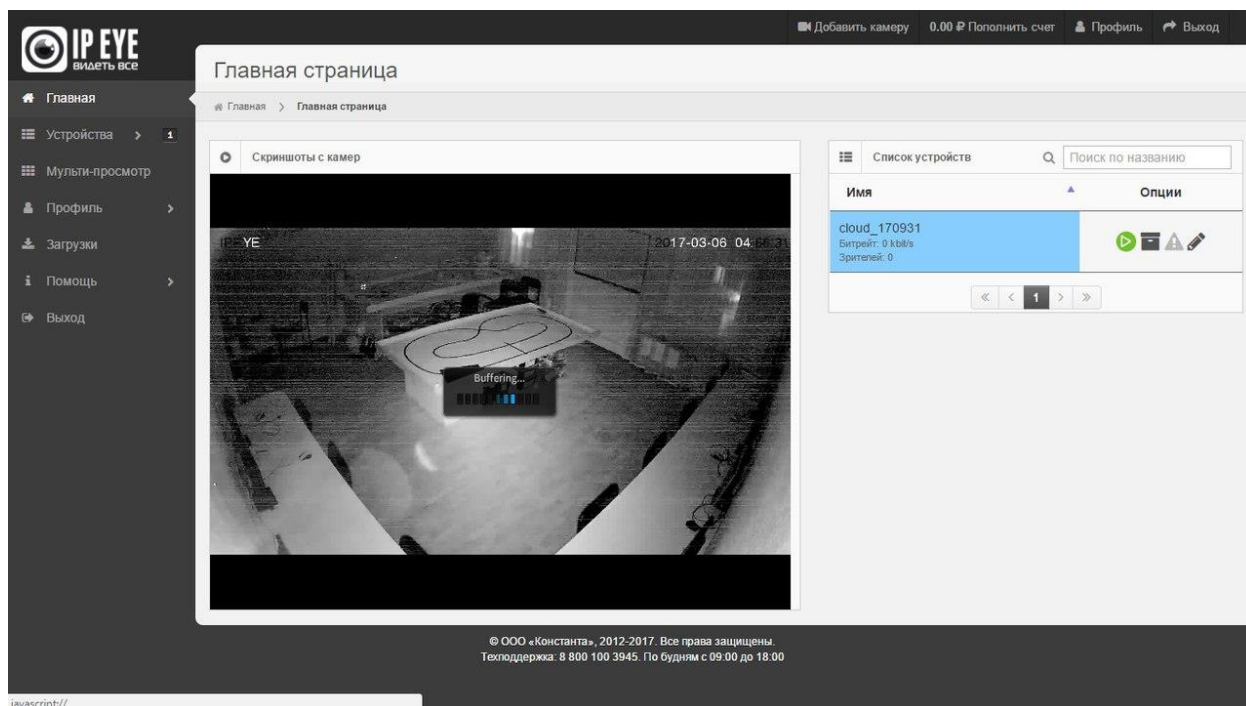 IP EYE
ВИДЕТЬ ВСЕ
Добавить камеру 0.00 ₽ Пополнить счет Профиль Выход
Главная страница
Главная > Главная страница
Главная
Устройства > 1
Мульти-просмотр
Профиль >
Загрузки
Помощь >
Выход
Скриншоты с камер
YE 2017-03-06 04
Buffering...
Список устройств Поиск по названию
Имя Опции
cloud_170931
Битрейт: 0 kbit/s
Зрителей: 0
« < 1 > »
© ООО «Константа», 2012-2017. Все права защищены.
Техподдержка: 8 800 100 3945. По будням с 09:00 до 18:00
javascript://